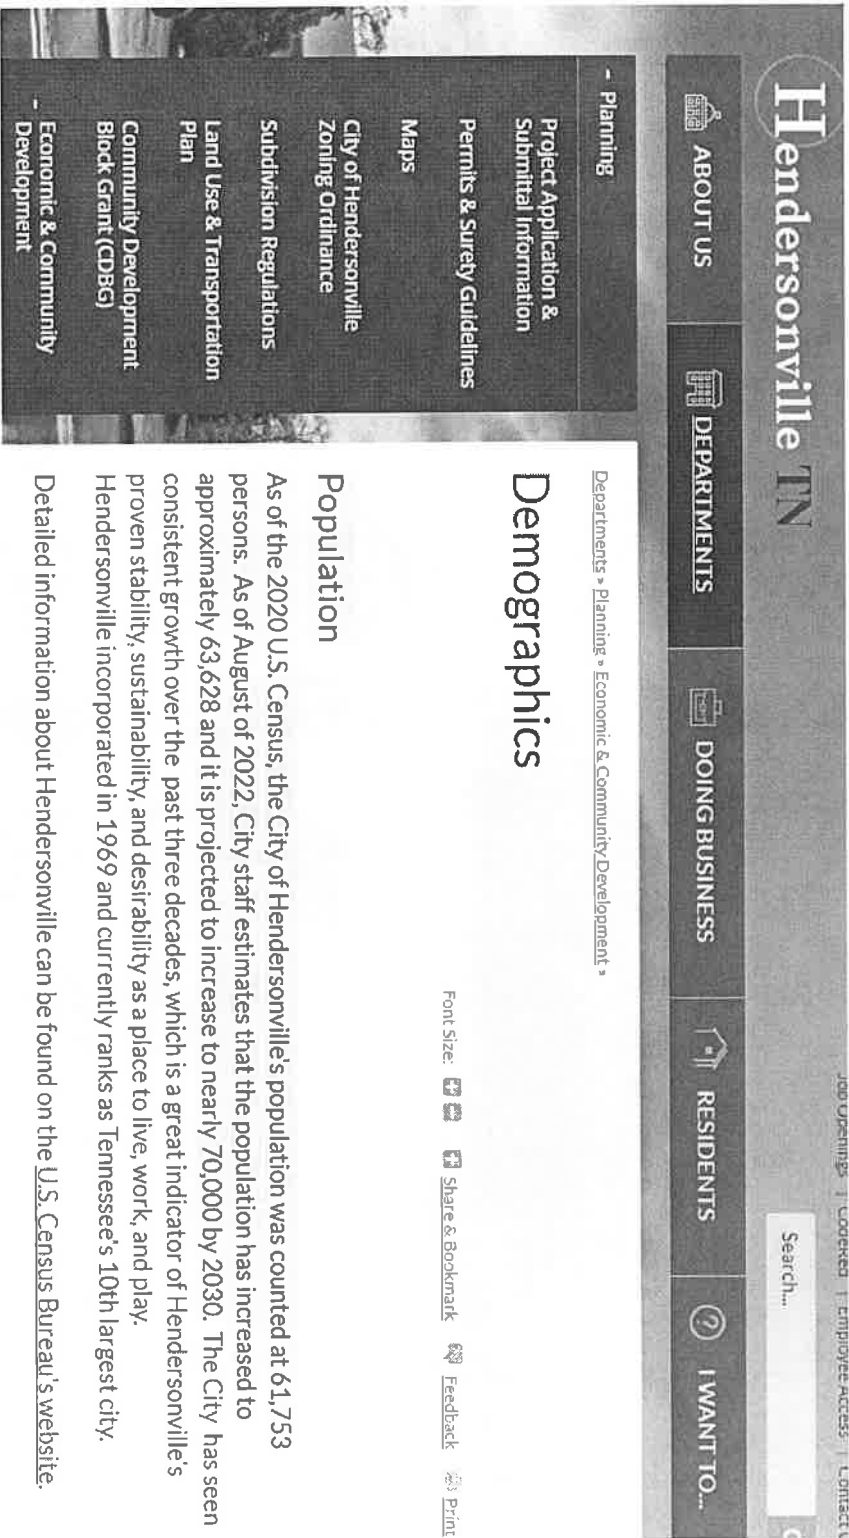 Job Openings | CodeRed | Employee Access | Contact
Hendersonville TN
Search...
ABOUT US
DEPARTMENTS
DOING BUSINESS
RESIDENTS
I WANT TO...
- Planning
Project Application &
Submittal Information
Permits & Surety Guidelines
Maps
City of Hendersonville
Zoning Ordinance
Subdivision Regulations
Land Use & Transportation
Plan
Community Development
Block Grant (CDBG)
- Economic & Community
Development
Departments » Planning » Economic & Community Development »
Demographics
Font Size: Share & Bookmark Feedback Print
Population
As of the 2020 U.S. Census, the City of Hendersonville's population was counted at 61,753
persons. As of August of 2022, City staff estimates that the population has increased to
approximately 63,628 and it is projected to increase to nearly 70,000 by 2030. The City has seen
consistent growth over the past three decades, which is a great indicator of Hendersonville's
proven stability, sustainability, and desirability as a place to live, work, and play.
Hendersonville incorporated in 1969 and currently ranks as Tennessee's 10th largest city.
Detailed information about Hendersonville can be found on the U.S. Census Bureau's website.